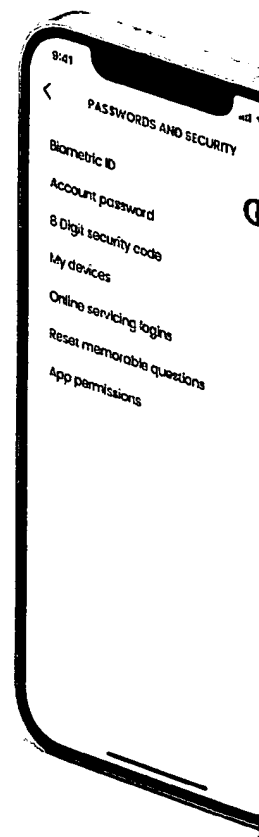 9:41
PASSWORDS AND SECURITY
Biometric ID
Account password
8 Digit security code
My devices
Online servicing logins
Reset memorable questions
App permissions